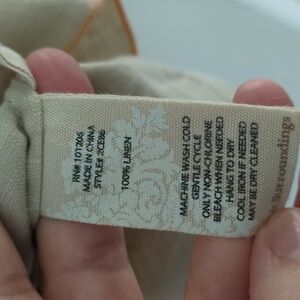 RN# 101206
MADE IN CHINA
STYLE# 2CE86
100% LINEN
MACHINE WASH COLD
GENTLE CYCLE
ONLY NON-CHLORINE
BLEACH WHEN NEEDED
HANG TO DRY
COOL IRON IF NEEDED
MAY BE DRY CLEANED
surroundings